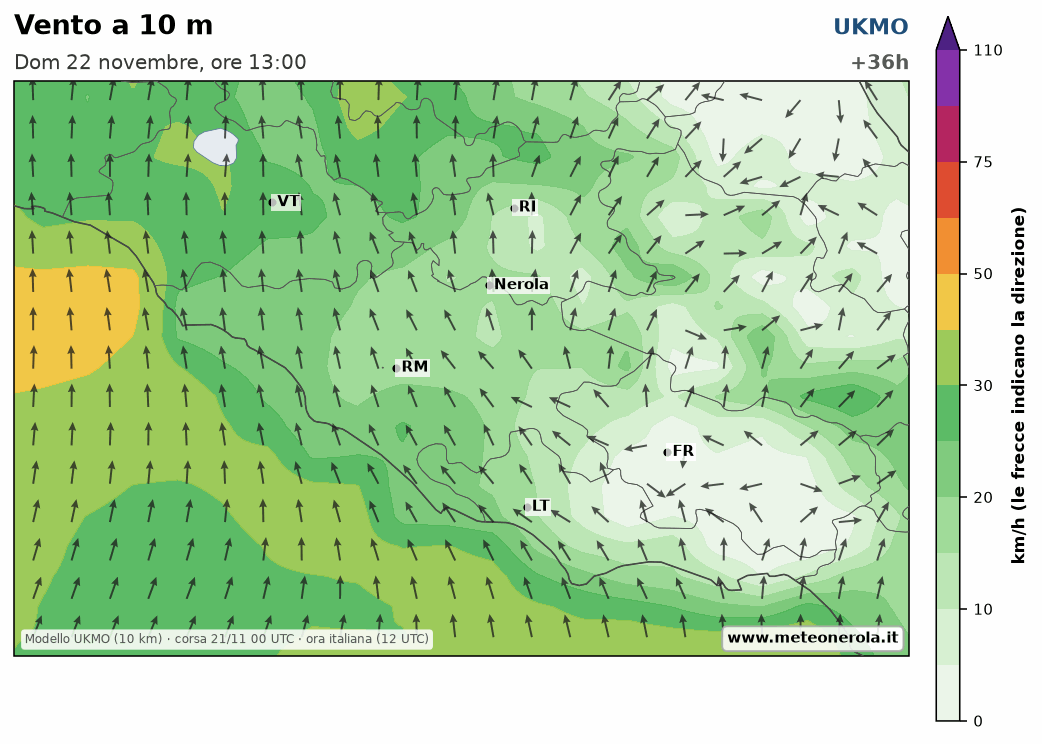 Vento a 10 m
UKMO
Dom 22 novembre, ore 13:00
+36h
110
75
50
30
20
10
0
km/h (le frecce indicano la direzione)
VT
RI
Nerola
RM
FR
LT
Modello UKMO (10 km) · corsa 21/11 00 UTC · ora italiana (12 UTC)
www.meteonerola.it